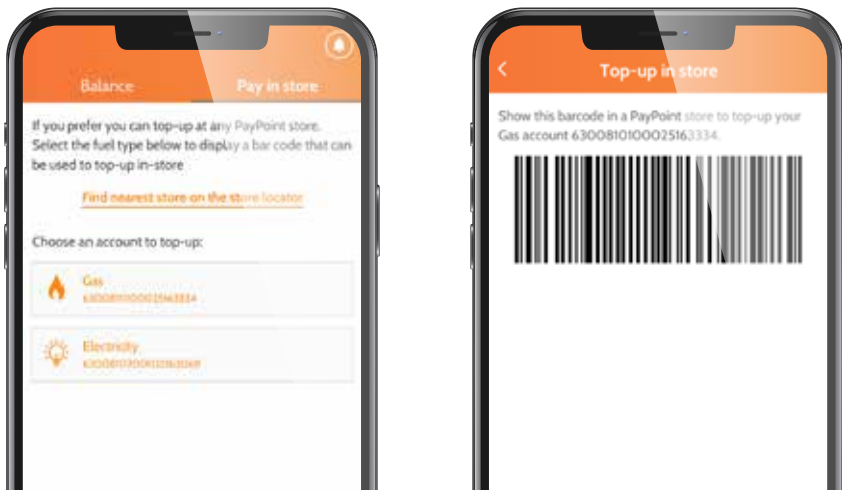 Balance Pay in store
If you prefer you can top-up at any PayPoint store.
Select the fuel type below to display a bar code that can
be used to top-up in-store
Find nearest store on the store locator
Choose an account to top-up:
Gas
Electricity
Top-up in store
Show this barcode in a PayPoint store to top-up your
Gas account 6300810100025163334.